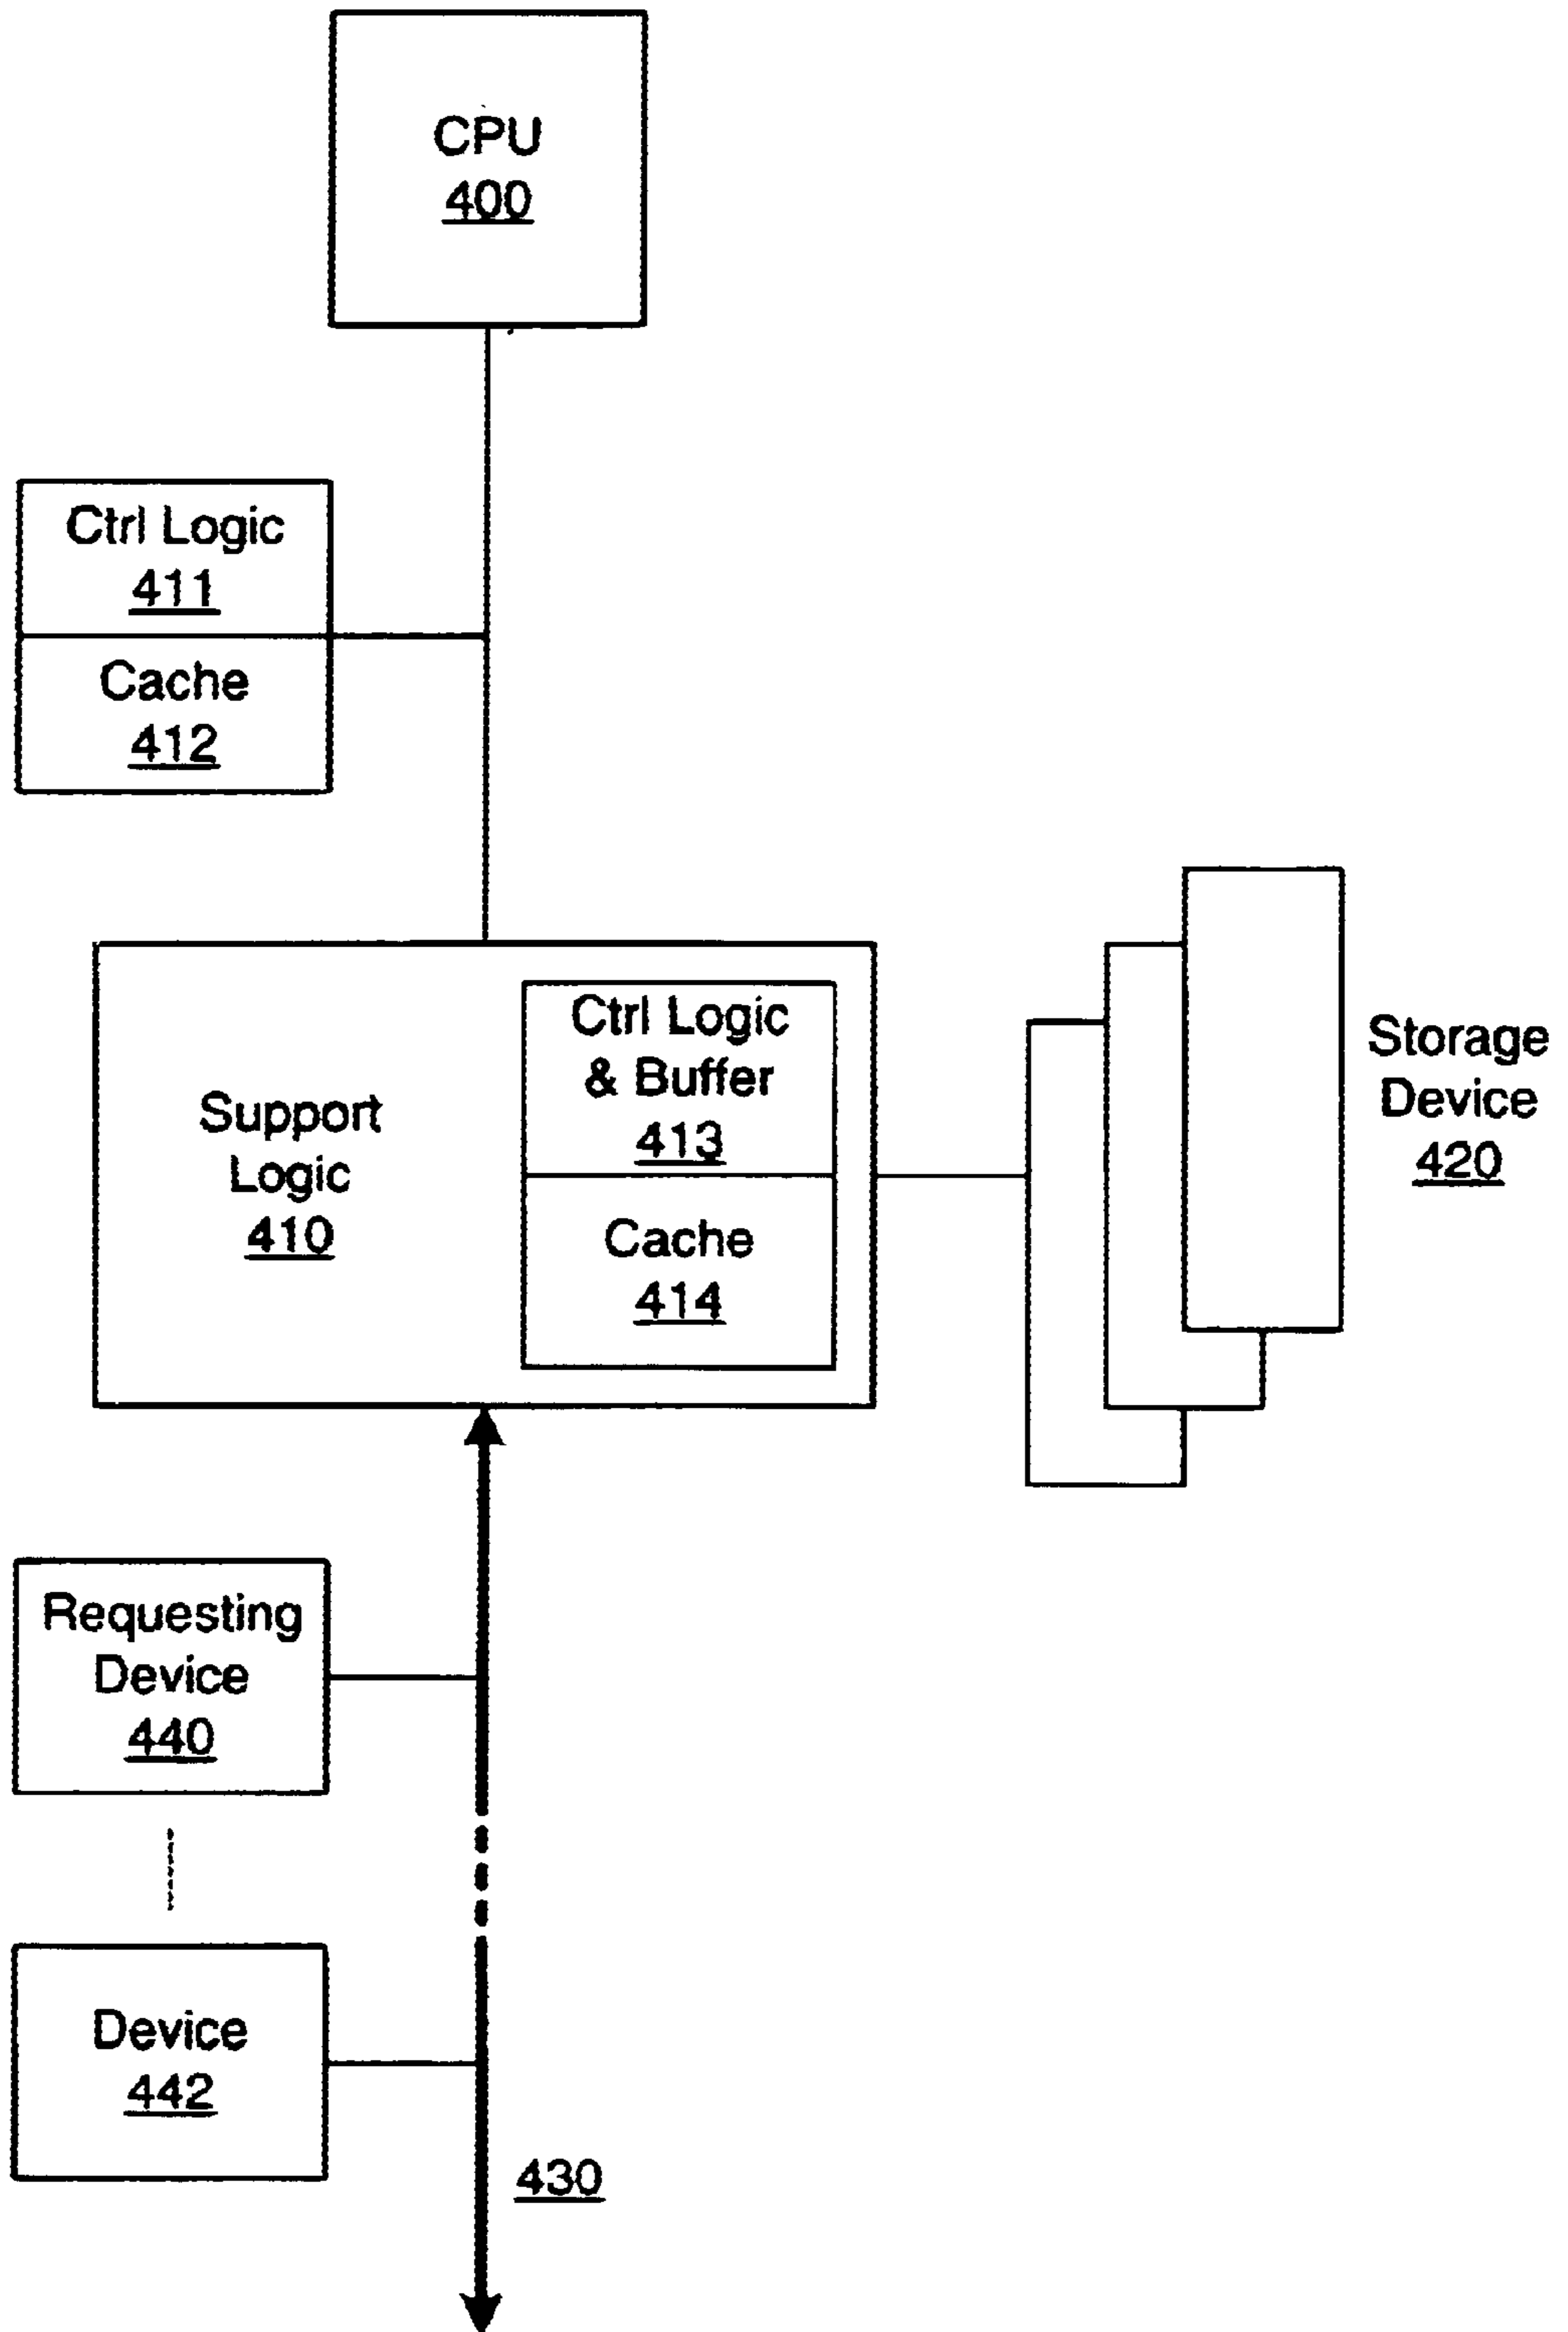 CPU
400
Ctrl Logic
411
Cache
412
Support
Logic
410
Ctrl Logic
& Buffer
413
Cache
414
Storage
Device
420
Requesting
Device
440
Device
442
430